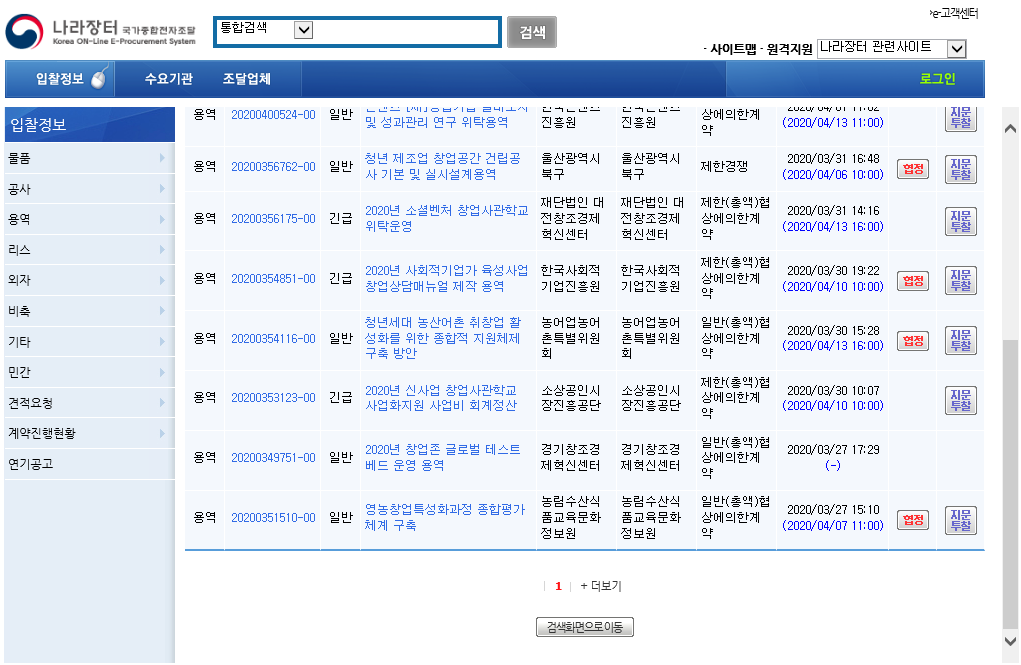 e-고객센터
나라장터 국가종합전자조달
Korea ON-Line E-Procurement System
통합검색
검색
· 사이트맵 · 원격지원
나라장터 관련사이트
입찰정보
수요기관
조달업체
로그인
입찰정보
물품
공사
용역
리스
외자
비축
기타
민간
견적요청
계약진행현황
연기공고
용역 20200400524-00 일반
및 성과관리 연구 위탁용역
진흥원
진흥원
상에의한계
약
(2020/04/13 11:00)
지문
투찰
용역 20200356762-00 일반
청년 제조업 창업공간 건립공
사 기본 및 실시설계용역
울산광역시
북구
울산광역시
북구
제한경쟁
2020/03/31 16:48
(2020/04/06 10:00)
협정
지문
투찰
용역 20200356175-00 긴급
2020년 소셜벤처 창업사관학교
위탁운영
재단법인 대
전창조경제
혁신센터
재단법인 대
전창조경제
혁신센터
제한(총액)협
상에의한계
약
2020/03/31 14:16
(2020/04/13 16:00)
지문
투찰
용역 20200354851-00 긴급
2020년 사회적기업가 육성사업
창업상담매뉴얼 제작 용역
한국사회적
기업진흥원
한국사회적
기업진흥원
제한(총액)협
상에의한계
약
2020/03/30 19:22
(2020/04/10 10:00)
협정
지문
투찰
용역 20200354116-00 일반
청년세대 농산어촌 취창업 활
성화를 위한 종합적 지원체제
구축 방안
농어업농어
촌특별위원
회
농어업농어
촌특별위원
회
일반(총액)협
상에의한계
약
2020/03/30 15:28
(2020/04/13 16:00)
협정
지문
투찰
용역 20200353123-00 긴급
2020년 신사업 창업사관학교
사업화지원 사업비 회계정산
소상공인시
장진흥공단
소상공인시
장진흥공단
제한(총액)협
상에의한계
약
2020/03/30 10:07
(2020/04/10 10:00)
지문
투찰
용역 20200349751-00 일반
2020년 창업존 글로벌 테스트
베드 운영 용역
경기창조경
제혁신센터
경기창조경
제혁신센터
일반(총액)협
상에의한계
약
2020/03/27 17:29
(-)
용역 20200351510-00 일반
영농창업특성화과정 종합평가
체계 구축
농림수산식
품교육문화
정보원
농림수산식
품교육문화
정보원
일반(총액)협
상에의한계
약
2020/03/27 15:10
(2020/04/07 11:00)
협정
지문
투찰
1 + 더보기
검색화면으로 이동